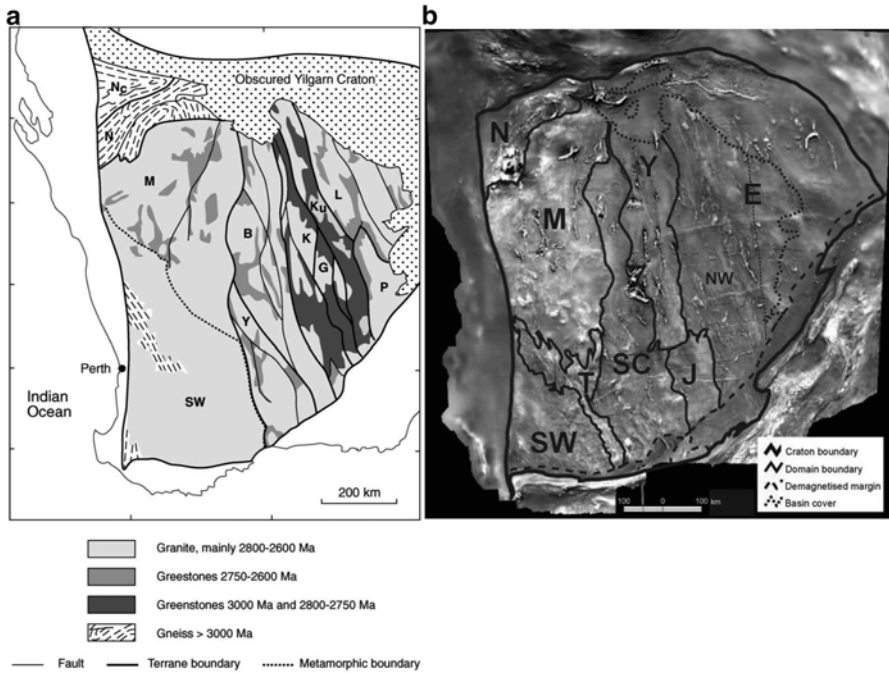 a
Obscured Yilgarn Craton
Nc
N
M
L
Ku
B
K
G
P
Y
Perth
Indian
Ocean
SW
200 km
Granite, mainly 2800-2600 Ma
Greestones 2750-2600 Ma
Greenstones 3000 Ma and 2800-2750 Ma
Gneiss > 3000 Ma
Fault
Terrane boundary
Metamorphic boundary
b
N
Y
E
M
NW
T
SC
J
SW
Craton boundary
Domain boundary
Demagnetised margin
Basin cover
100 0 100 km